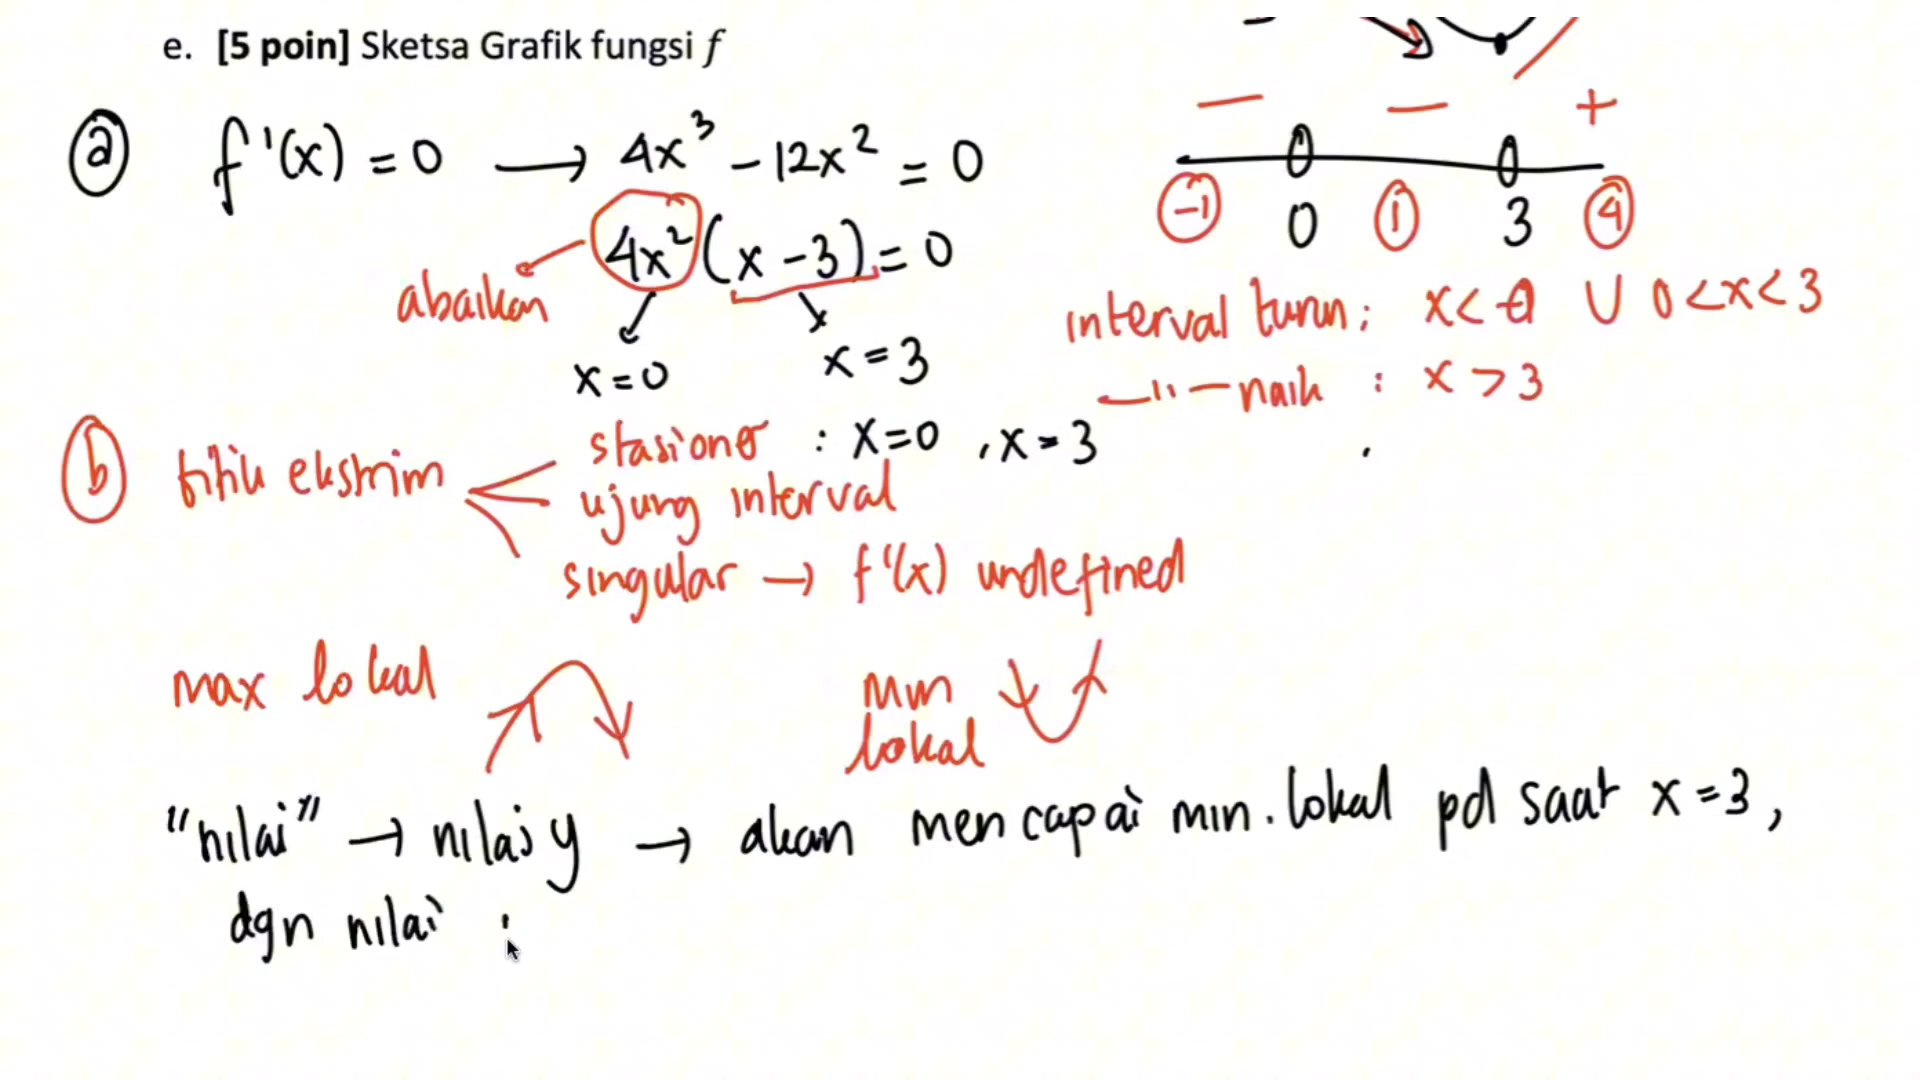 e. [5 poin] Sketsa Grafik fungsi f
− − +
ⓐ f'(x) = 0 → 4x³ − 12x² = 0
-1 0 1 3 4
4x² (x − 3) = 0
abaikan
x = 0 x = 3
interval turun : x < 0 ∪ 0 < x < 3
—"— naik : x > 3
ⓑ titik ekstrim
stasioner : x = 0 , x = 3
ujung interval
singular → f'(x) undefined
max lokal
min lokal
"nilai" → nilai y → akan mencapai min. lokal pd saat x = 3 ,
dgn nilai :